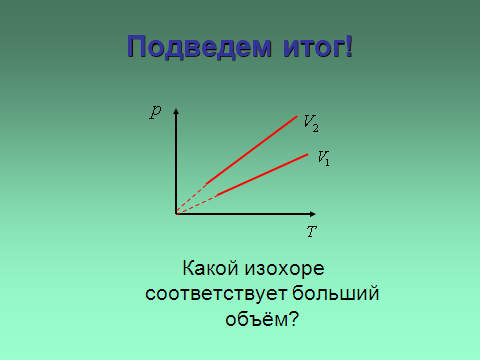 Подведем итог!
p
V₂
V₁
T
Какой изохоре
соответствует больший
объём?